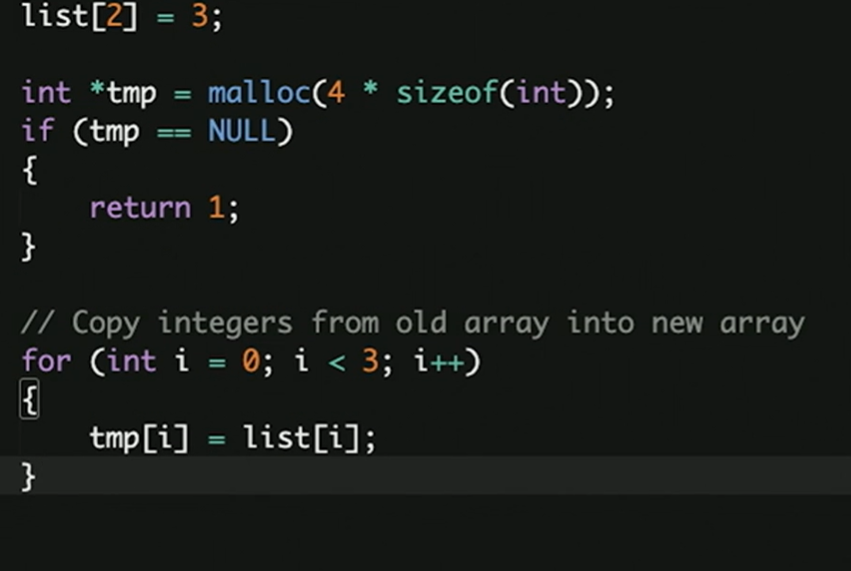 list[2] = 3;
int *tmp = malloc(4 * sizeof(int));
if (tmp == NULL)
{
    return 1;
}
// Copy integers from old array into new array
for (int i = 0; i < 3; i++)
{
    tmp[i] = list[i];
}